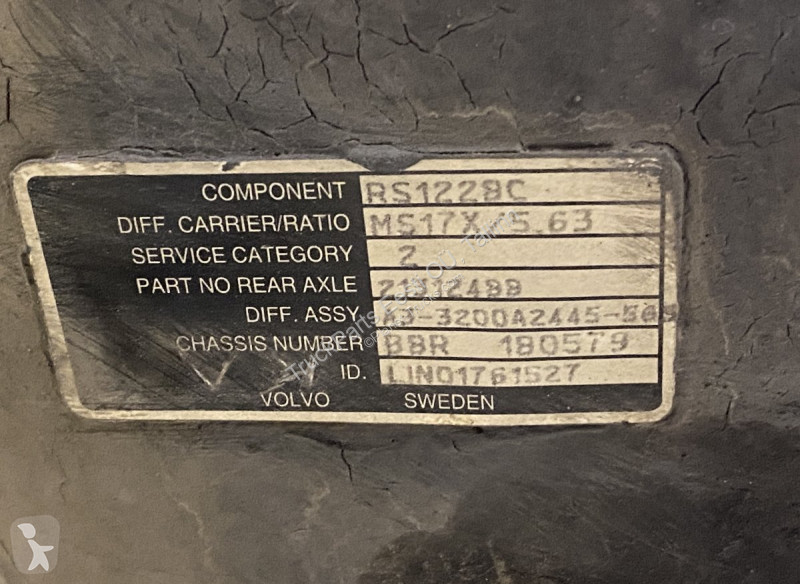 COMPONENT RS1228C
DIFF. CARRIER/RATIO MS17X 5.63
SERVICE CATEGORY 2
PART NO REAR AXLE
DIFF. ASSY
CHASSIS NUMBER BBR 180579
ID. LIN01761527
VOLVO SWEDEN